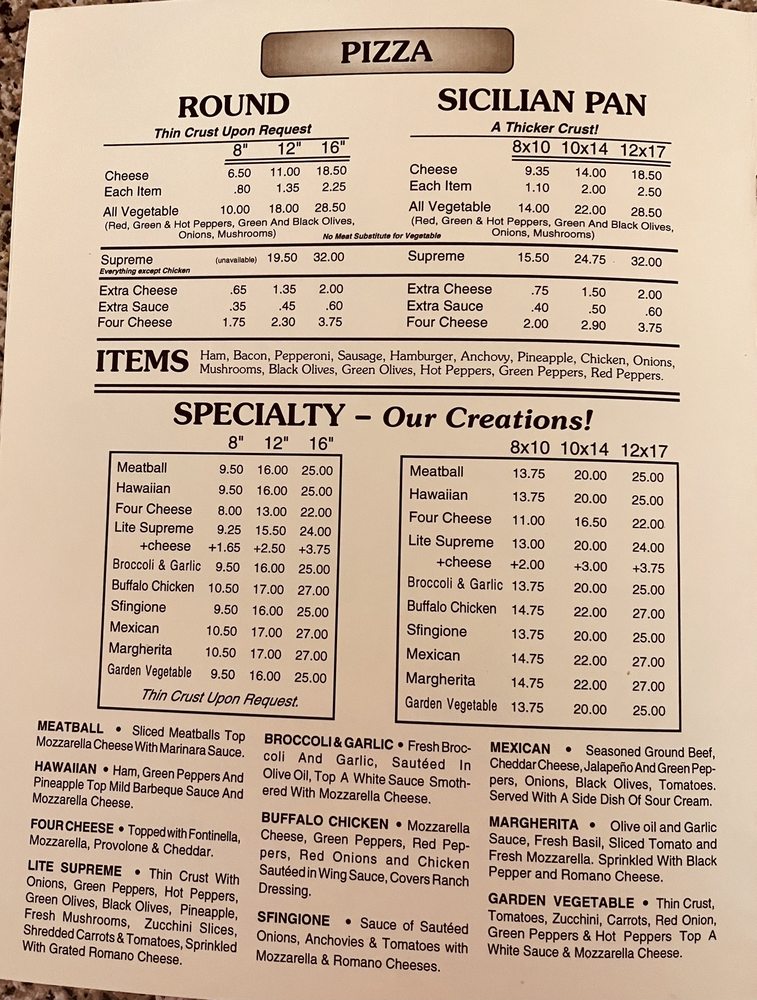 PIZZA
ROUND
Thin Crust Upon Request
8" 12" 16"
Cheese 6.50 11.00 18.50
Each Item .80 1.35 2.25
All Vegetable 10.00 18.00 28.50
(Red, Green & Hot Peppers, Green And Black Olives,
Onions, Mushrooms)
No Meat Substitute for Vegetable
Supreme (unavailable) 19.50 32.00
Everything except Chicken
Extra Cheese .65 1.35 2.00
Extra Sauce .35 .45 .60
Four Cheese 1.75 2.30 3.75
SICILIAN PAN
A Thicker Crust!
8x10 10x14 12x17
Cheese 9.35 14.00 18.50
Each Item 1.10 2.00 2.50
All Vegetable 14.00 22.00 28.50
(Red, Green & Hot Peppers, Green And Black Olives,
Onions, Mushrooms)
Supreme 15.50 24.75 32.00
Extra Cheese .75 1.50 2.00
Extra Sauce .40 .50 .60
Four Cheese 2.00 2.90 3.75
ITEMS Ham, Bacon, Pepperoni, Sausage, Hamburger, Anchovy, Pineapple, Chicken, Onions,
Mushrooms, Black Olives, Green Olives, Hot Peppers, Green Peppers, Red Peppers.
SPECIALTY – Our Creations!
8" 12" 16"
Meatball 9.50 16.00 25.00
Hawaiian 9.50 16.00 25.00
Four Cheese 8.00 13.00 22.00
Lite Supreme 9.25 15.50 24.00
+cheese +1.65 +2.50 +3.75
Broccoli & Garlic 9.50 16.00 25.00
Buffalo Chicken 10.50 17.00 27.00
Sfingione 9.50 16.00 25.00
Mexican 10.50 17.00 27.00
Margherita 10.50 17.00 27.00
Garden Vegetable 9.50 16.00 25.00
Thin Crust Upon Request.
8x10 10x14 12x17
Meatball 13.75 20.00 25.00
Hawaiian 13.75 20.00 25.00
Four Cheese 11.00 16.50 22.00
Lite Supreme 13.00 20.00 24.00
+cheese +2.00 +3.00 +3.75
Broccoli & Garlic 13.75 20.00 25.00
Buffalo Chicken 14.75 22.00 27.00
Sfingione 13.75 20.00 25.00
Mexican 14.75 22.00 27.00
Margherita 14.75 22.00 27.00
Garden Vegetable 13.75 20.00 25.00
MEATBALL • Sliced Meatballs Top
Mozzarella Cheese With Marinara Sauce.
HAWAIIAN • Ham, Green Peppers And
Pineapple Top Mild Barbeque Sauce And
Mozzarella Cheese.
FOUR CHEESE • Topped with Fontinella,
Mozzarella, Provolone & Cheddar.
LITE SUPREME • Thin Crust With
Onions, Green Peppers, Hot Peppers,
Green Olives, Black Olives, Pineapple,
Fresh Mushrooms, Zucchini Slices,
Shredded Carrots & Tomatoes, Sprinkled
With Grated Romano Cheese.
BROCCOLI & GARLIC • Fresh Broc-
coli And Garlic, Sautéed In
Olive Oil, Top A White Sauce Smoth-
ered With Mozzarella Cheese.
BUFFALO CHICKEN • Mozzarella
Cheese, Green Peppers, Red Pep-
pers, Red Onions and Chicken
Sautéed in Wing Sauce, Covers Ranch
Dressing.
SFINGIONE • Sauce of Sautéed
Onions, Anchovies & Tomatoes with
Mozzarella & Romano Cheeses.
MEXICAN • Seasoned Ground Beef,
Cheddar Cheese, Jalapeño And Green Pep-
pers, Onions, Black Olives, Tomatoes.
Served With A Side Dish Of Sour Cream.
MARGHERITA • Olive oil and Garlic
Sauce, Fresh Basil, Sliced Tomato and
Fresh Mozzarella. Sprinkled With Black
Pepper and Romano Cheese.
GARDEN VEGETABLE • Thin Crust,
Tomatoes, Zucchini, Carrots, Red Onion,
Green Peppers & Hot Peppers Top A
White Sauce & Mozzarella Cheese.